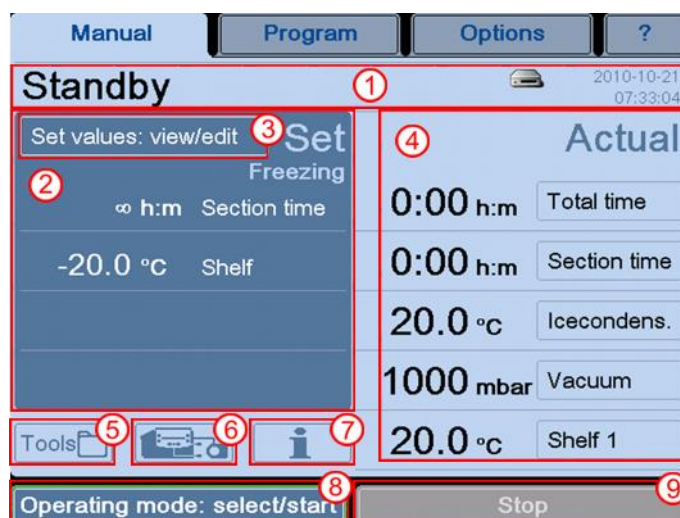 Manual Program Options ?
Standby 1 2010-10-21
07:33:04
Set values: view/edit 3 Set
2 Freezing
∞ h:m Section time
-20.0 °C Shelf
4 Actual
0:00 h:m Total time
0:00 h:m Section time
20.0 °C Icecondens.
1000 mbar Vacuum
20.0 °C Shelf 1
Tools 5 6 i 7
Operating mode: select/start 8 Stop 9